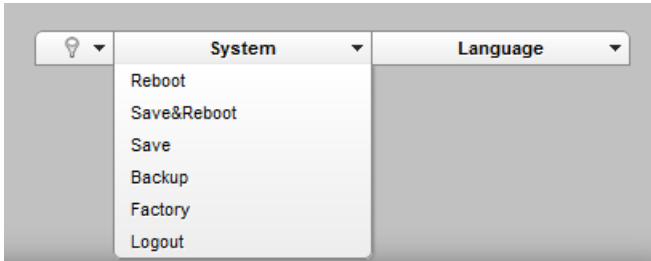 System Language
Reboot
Save&Reboot
Save
Backup
Factory
Logout